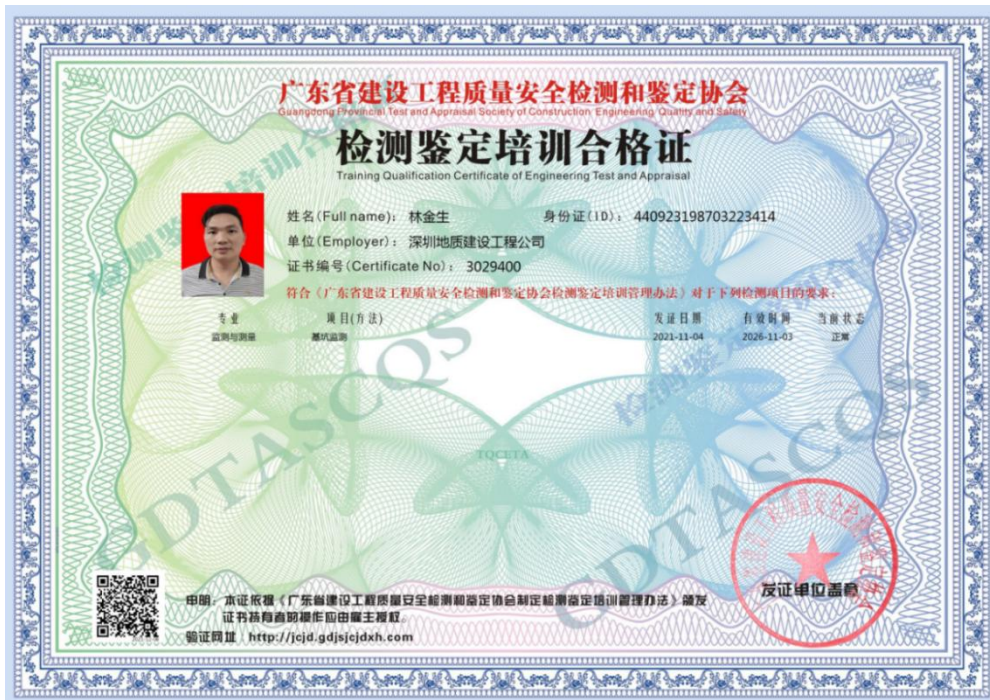 广东省建设工程质量安全检测和鉴定协会
Guangdong Provincial Test and Appraisal Society of Construction Engineering Quality and Safety
检测鉴定培训合格证
Training Qualification Certificate of Engineering Test and Appraisal
姓名(Full name): 林金生 身份证(ID): 440923198703223414
单位(Employer): 深圳地质建设工程公司
证书编号(Certificate No): 3029400
符合《广东省建设工程质量安全检测和鉴定协会检测鉴定培训管理办法》对于下列检测项目的要求:
专业 项目(方法) 发证日期 有效时间 当前状态
监测与测量 基坑监测 2021-11-04 2026-11-03 正常
TQCETA
GDTASCQS
GDTASCQS
发证单位盖章
申明: 本证依据《广东省建设工程质量安全检测和鉴定协会制定检测鉴定培训管理办法》颁发
证书持有者的操作应由雇主授权。
验证网址 http://jcjd.gdjsjcjdxh.com